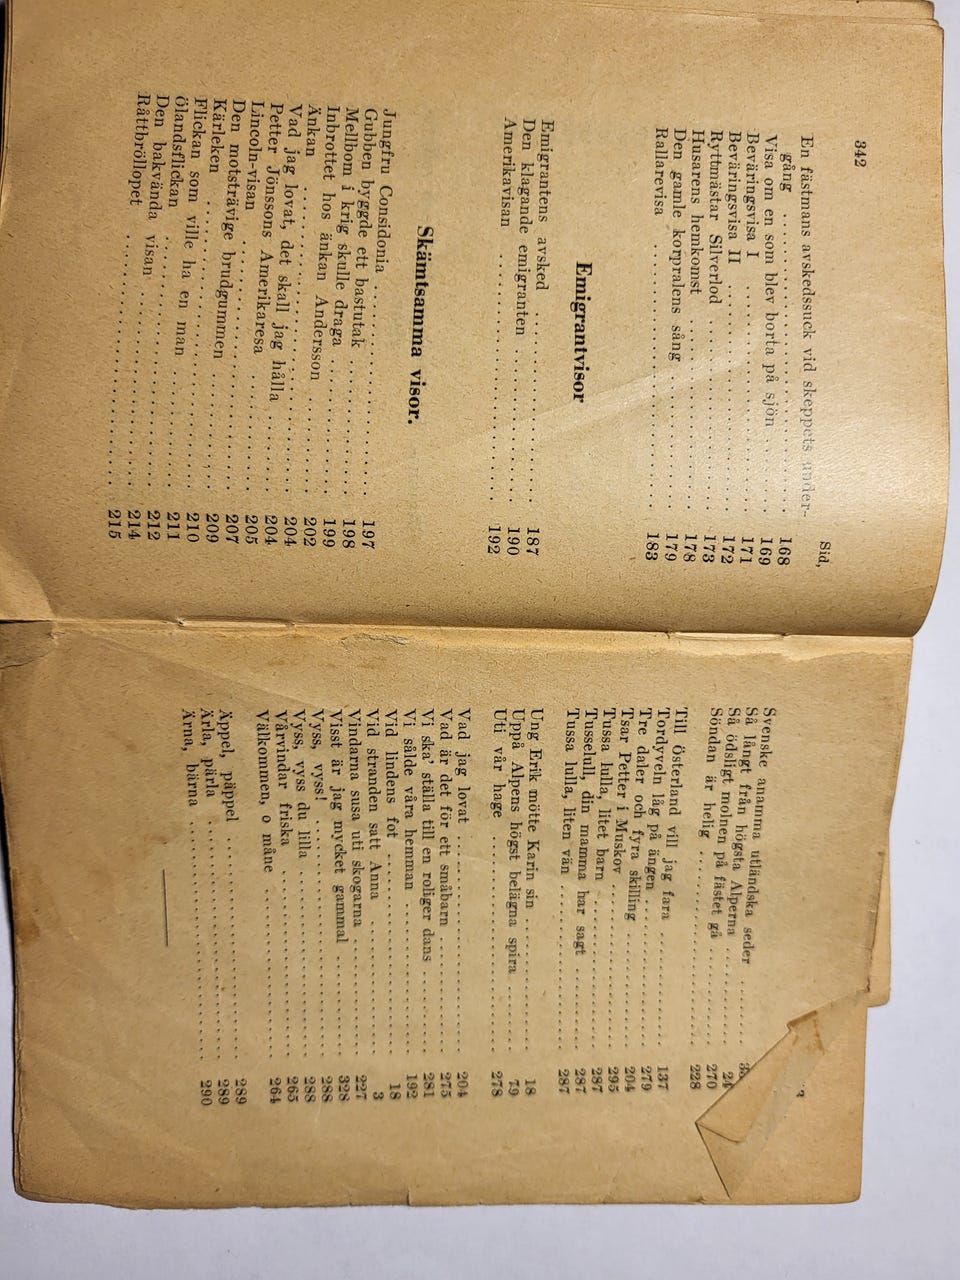 342
Sid,
En fästmans avskedssuck vid skeppets under-
gång .......... 168
Visa om en som blev borta på sjön .......... 169
Beväringsvisa I .......... 171
Beväringsvisa II .......... 172
Ryttmästar Silverlod .......... 173
Husarens hemkomst .......... 178
Den gamle korpralens sång .......... 179
Rallarevisa .......... 183
Emigrantvisor
Emigrantens avsked .......... 187
Den klagande emigranten .......... 190
Amerikavisan .......... 192
Skämtsamma visor.
Jungfru Considonia .......... 197
Gubben byggde ett bastutak .......... 198
Mellbom i krig skulle draga .......... 199
Inbrottet hos änkan Andersson .......... 202
Änkan .......... 204
Vad jag lovat, det skall jag hålla .......... 204
Petter Jönssons Amerikaresa .......... 205
Lincoln-visan .......... 207
Den motsträvige brudgummen .......... 209
Kärleken .......... 210
Flickan som ville ha en man .......... 211
Ölandsflickan .......... 212
Den bakvända visan .......... 214
Råttbröllopet .......... 215
Svenske anamma utländska seder ..........
Så långt från högsta Alperna ..........
Så ödsligt molnen på fästet gå .......... 270
Söndan är helig .......... 228
Till Österland vill jag fara .......... 137
Tordyveln låg på ängen .......... 279
Tre daler och fyra skilling .......... 204
Tsar Petter i Muskov .......... 295
Tussa lulla, litet barn .......... 287
Tusselull, din mamma har sagt .......... 287
Tussa lulla, liten vän .......... 287
Ung Erik mötte Karin sin .......... 18
Uppå Alpens högst belägna spira .......... 79
Uti vår hage .......... 278
Vad jag lovat .......... 204
Vad är det för ett småbarn .......... 275
Vi ska' ställa till en roliger dans .......... 281
Vi sålde våra hemman .......... 192
Vid lindens fot .......... 18
Vid stranden satt Anna .......... 3
Vindarna susa uti skogarna .......... 227
Visst är jag mycket gammal .......... 328
Vyss, vyss! .......... 288
Vyss, vyss du lilla .......... 288
Vårvindar friska .......... 265
Välkommen, o måne .......... 264
Äppel, päppel .......... 289
Ärla, pärla .......... 289
Ärna, bärna .......... 290